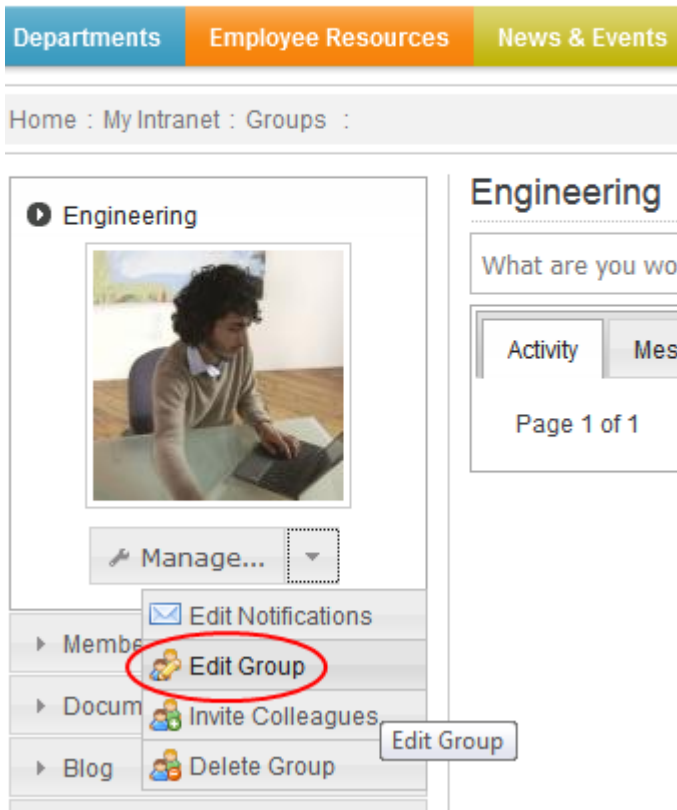 Departments Employee Resources News & Events
Home : My Intranet : Groups :
Engineering
Manage...
Edit Notifications
Edit Group
Invite Colleagues
Delete Group
Edit Group
Membe
Docum
Blog
Engineering
What are you wo
Activity Mes
Page 1 of 1